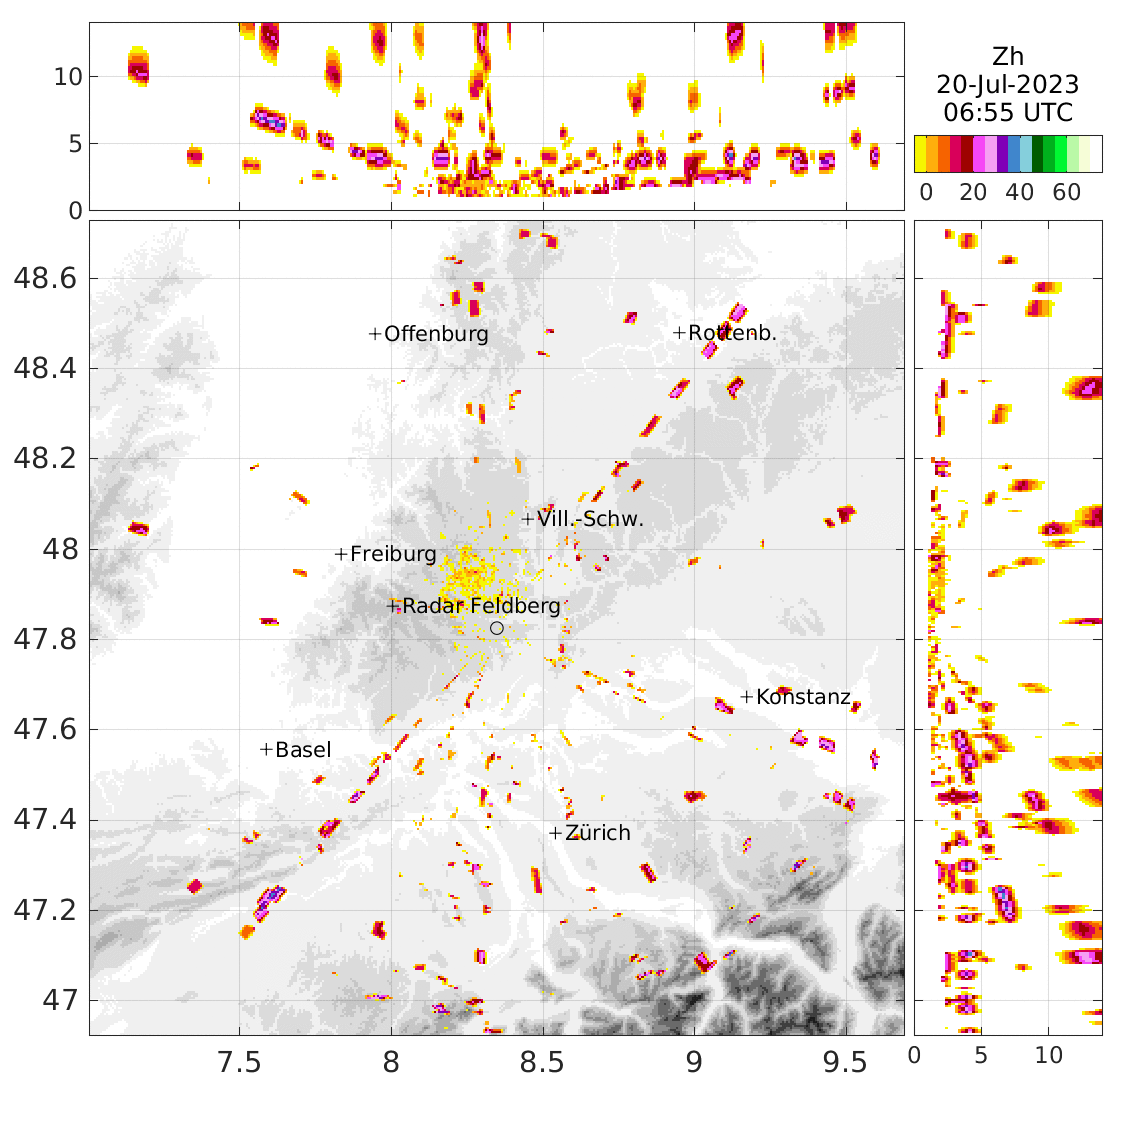 Zh
20-Jul-2023
06:55 UTC
0 20 40 60
10
5
0
48.6
48.4
48.2
48
47.8
47.6
47.4
47.2
47
+Offenburg
+Rottenb.
+Vill.-Schw.
+Freiburg
+Radar Feldberg
+Konstanz
+Basel
+Zürich
7.5 8 8.5 9 9.5
0 5 10